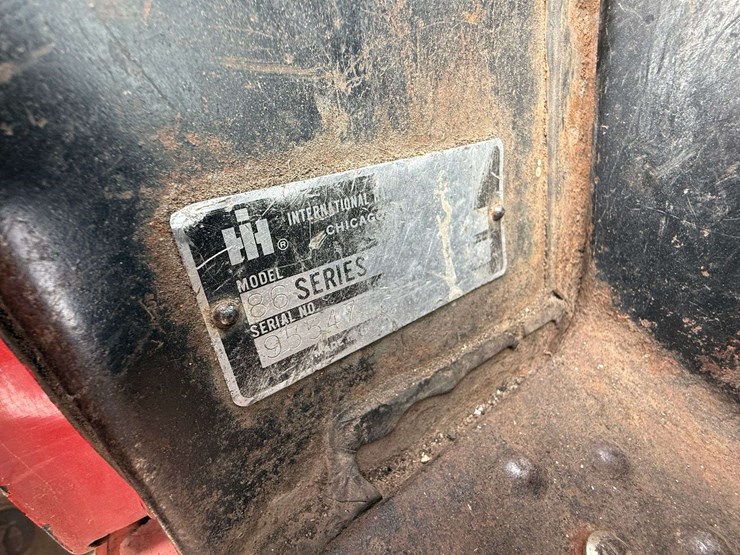 IH ®
INTERNATIONAL
CHICAGO
MODEL
86 SERIES
SERIAL NO.